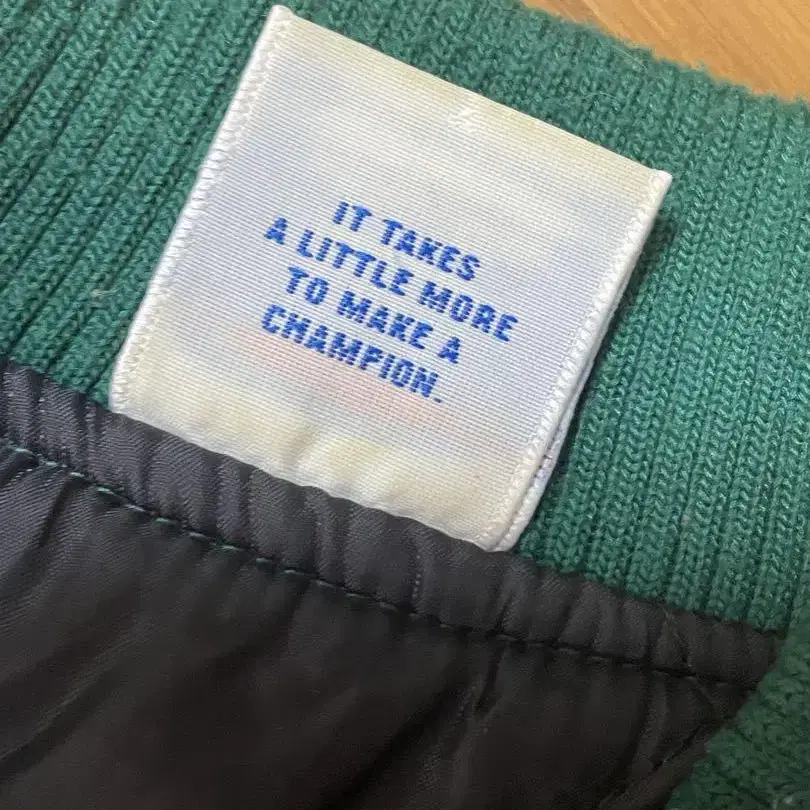 IT TAKES
A LITTLE MORE
TO MAKE A
CHAMPION.